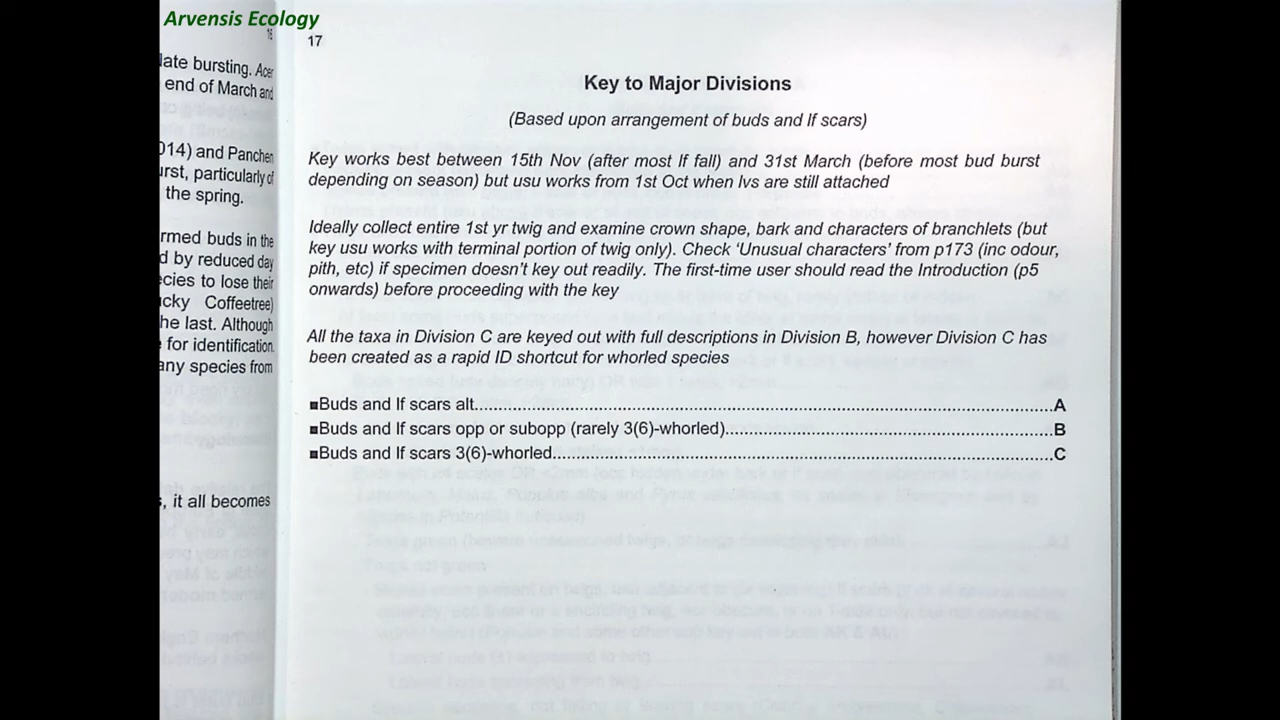 Arvensis Ecology
16
late bursting. Acer
end of March and
014) and Panchen
urst, particularly of
the spring.
rmed buds in the
d by reduced day
ecies to lose their
ucky Coffeetree)
he last. Although
for identification.
any species from
s, it all becomes
17
Key to Major Divisions
(Based upon arrangement of buds and lf scars)
Key works best between 15th Nov (after most lf fall) and 31st March (before most bud burst
depending on season) but usu works from 1st Oct when lvs are still attached
Ideally collect entire 1st yr twig and examine crown shape, bark and characters of branchlets (but
key usu works with terminal portion of twig only). Check ‘Unusual characters’ from p173 (inc odour,
pith, etc) if specimen doesn’t key out readily. The first-time user should read the Introduction (p5
onwards) before proceeding with the key
All the taxa in Division C are keyed out with full descriptions in Division B, however Division C has
been created as a rapid ID shortcut for whorled species
■Buds and lf scars alt....................A
■Buds and lf scars opp or subopp (rarely 3(6)-whorled)....................B
■Buds and lf scars 3(6)-whorled....................C